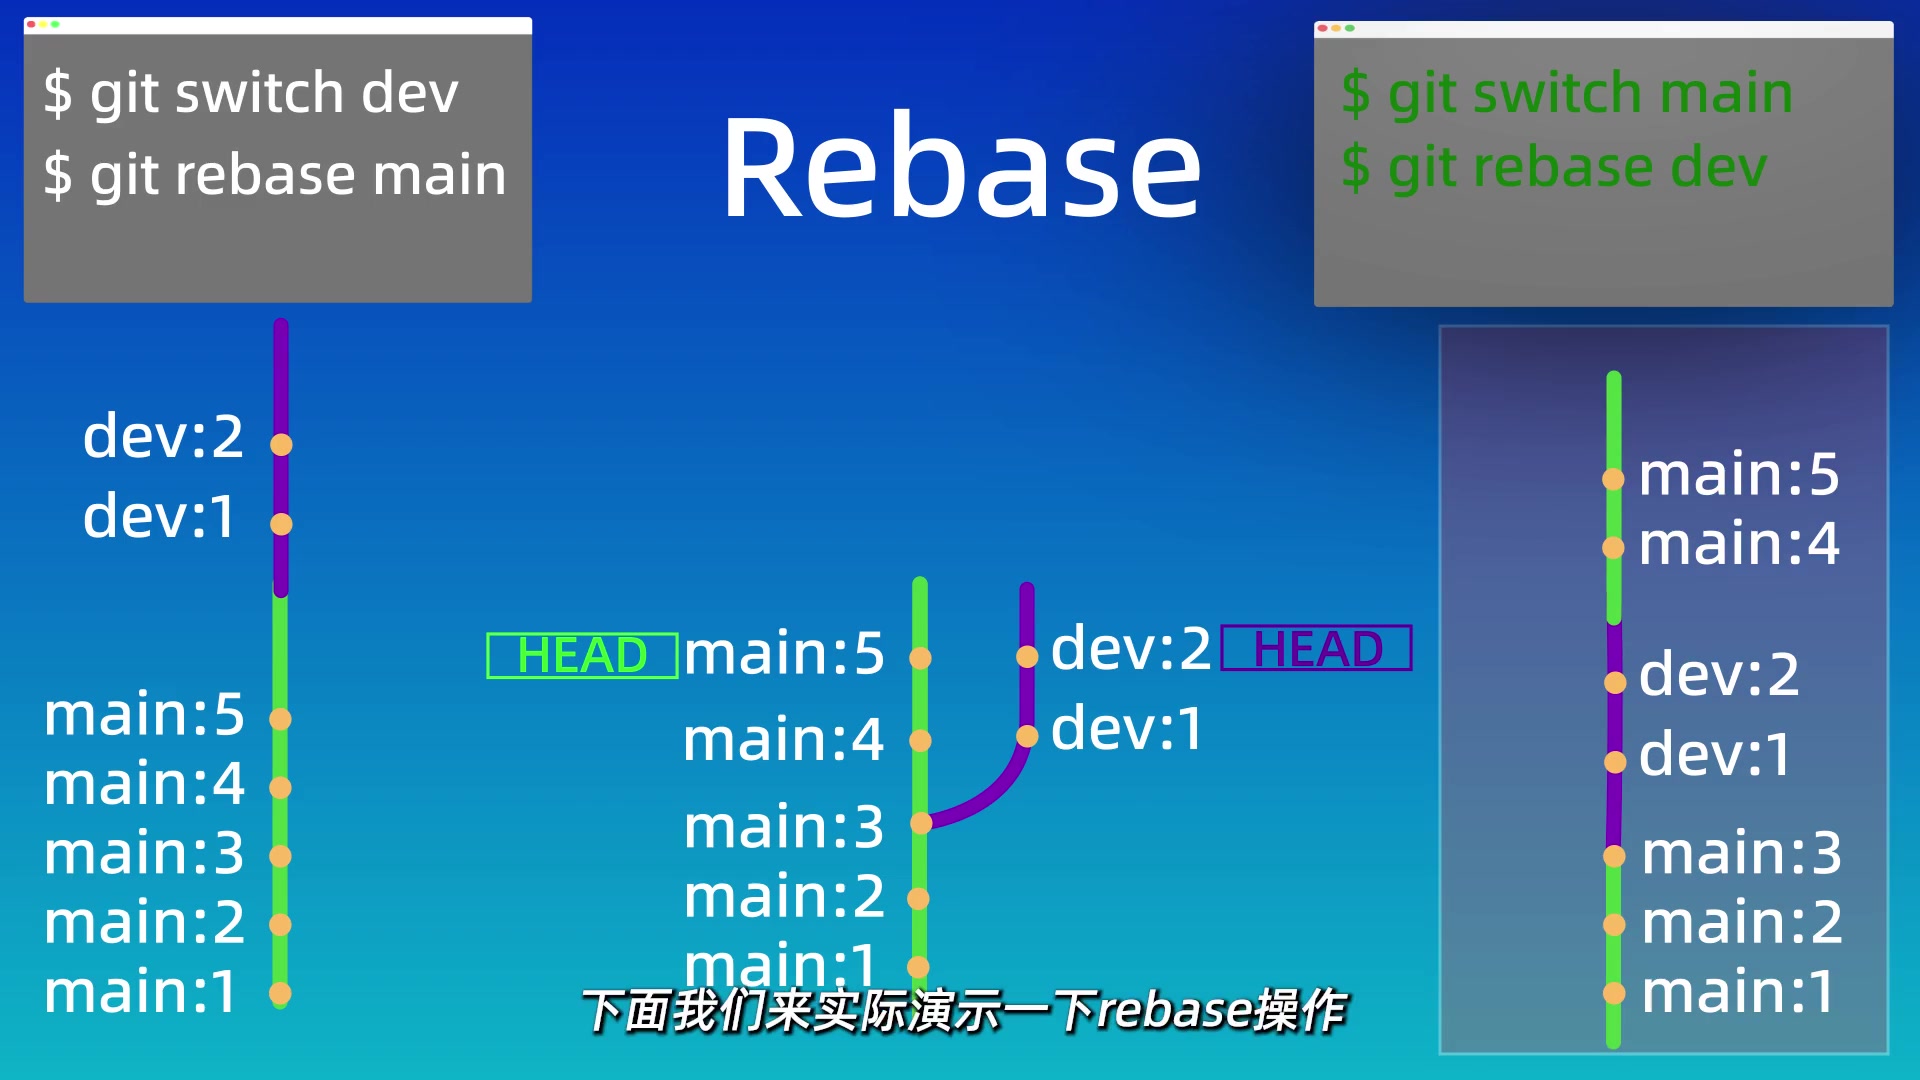 $ git switch dev
$ git rebase main
Rebase
$ git switch main
$ git rebase dev
dev:2
dev:1
main:5
main:4
main:3
main:2
main:1
HEAD main:5
main:4
main:3
main:2
main:1
dev:2 HEAD
dev:1
main:5
main:4
dev:2
dev:1
main:3
main:2
main:1
下面我们来实际演示一下rebase操作